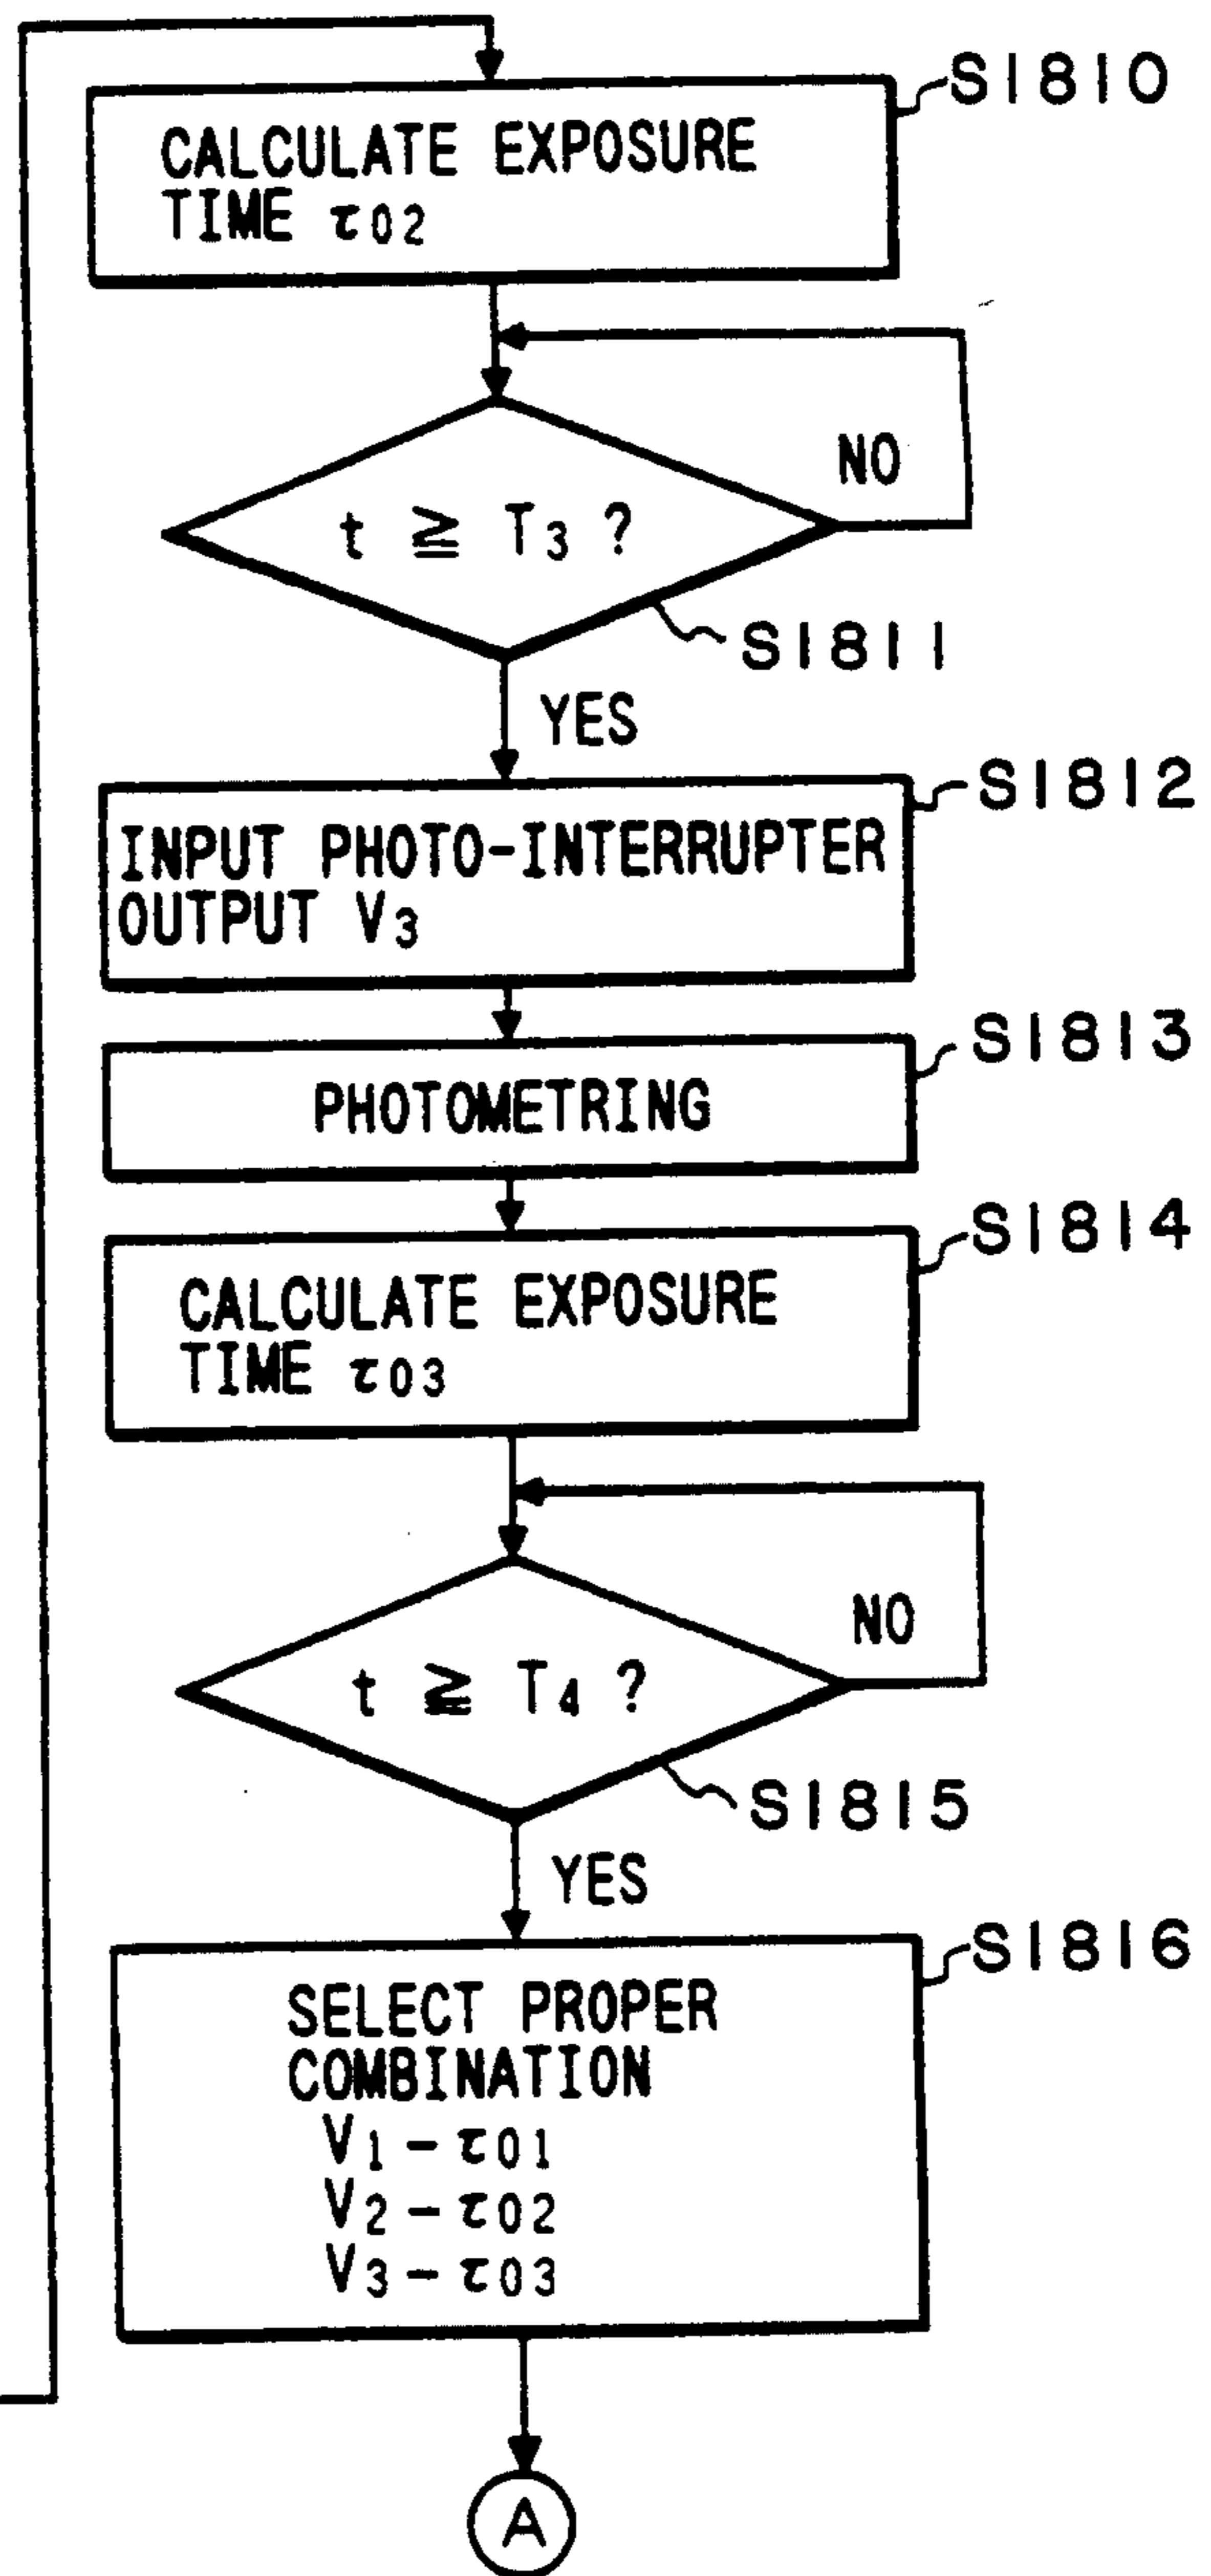 S1810
CALCULATE EXPOSURE
TIME τ02
NO
t ≧ T3 ?
S1811
YES
S1812
INPUT PHOTO-INTERRUPTER
OUTPUT V3
S1813
PHOTOMETRING
S1814
CALCULATE EXPOSURE
TIME τ03
NO
t ≧ T4 ?
S1815
YES
S1816
SELECT PROPER
COMBINATION
V1 - τ01
V2 - τ02
V3 - τ03
A